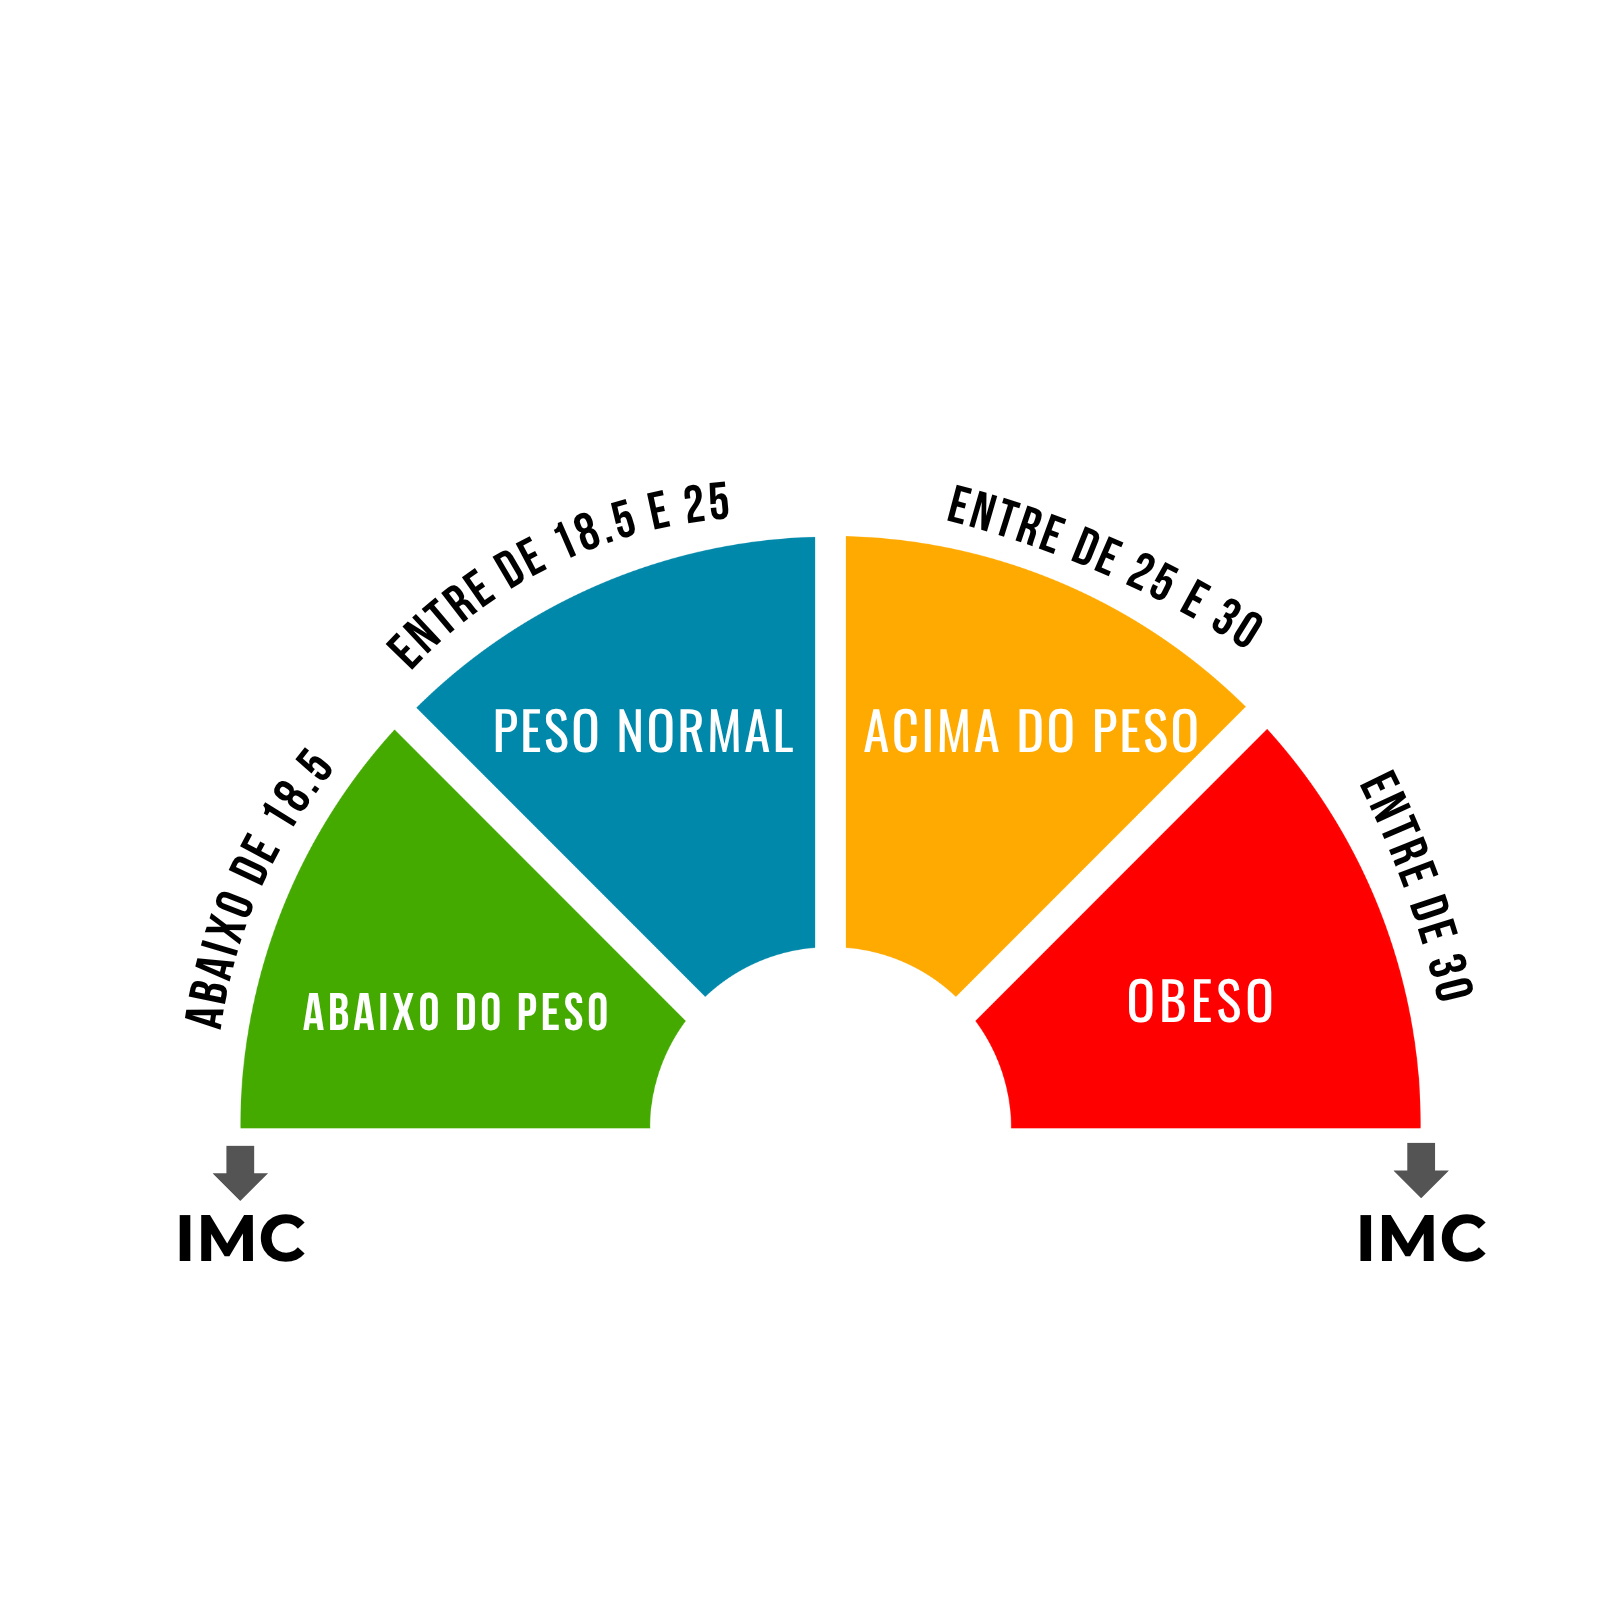 ABAIXO DE 18.5
ENTRE DE 18.5 E 25
ENTRE DE 25 E 30
ENTRE DE 30
ABAIXO DO PESO
PESO NORMAL
ACIMA DO PESO
OBESO
IMC
IMC